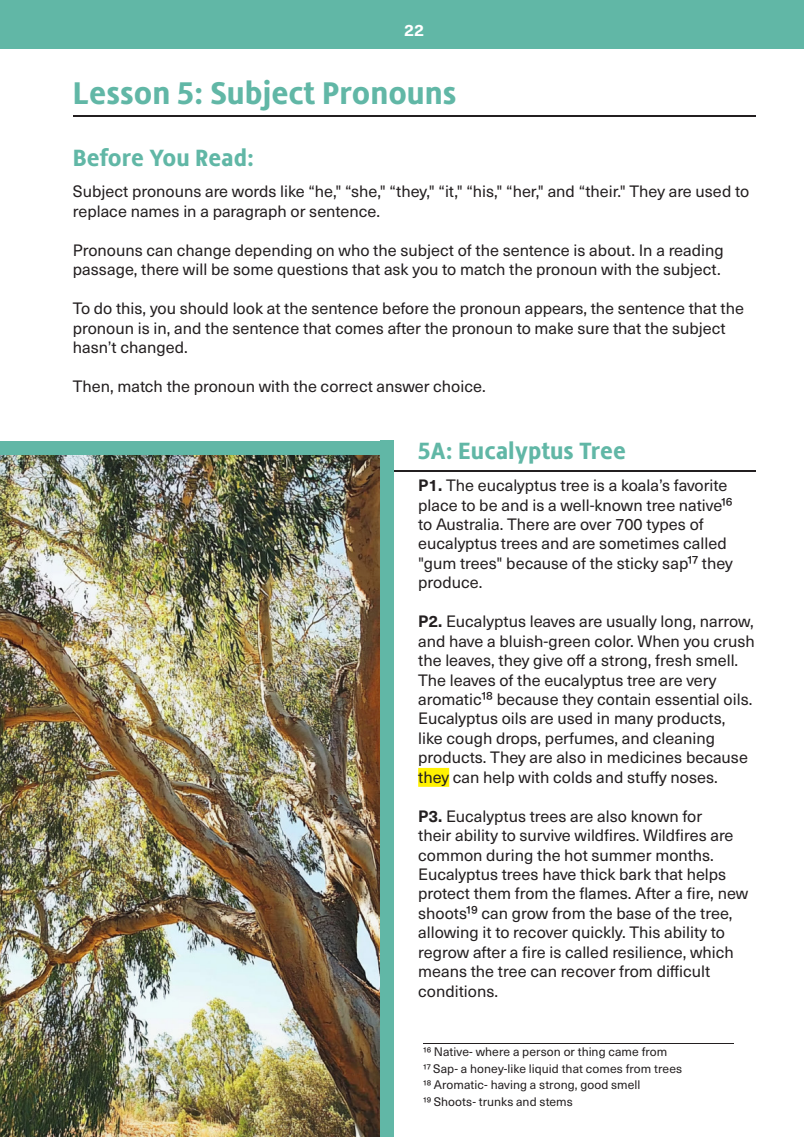 22
Lesson 5: Subject Pronouns
Before You Read:
Subject pronouns are words like “he," “she," “they," “it," “his," “her," and “their." They are used to
replace names in a paragraph or sentence.
Pronouns can change depending on who the subject of the sentence is about. In a reading
passage, there will be some questions that ask you to match the pronoun with the subject.
To do this, you should look at the sentence before the pronoun appears, the sentence that the
pronoun is in, and the sentence that comes after the pronoun to make sure that the subject
hasn’t changed.
Then, match the pronoun with the correct answer choice.
5A: Eucalyptus Tree
P1. The eucalyptus tree is a koala’s favorite
place to be and is a well-known tree native¹⁶
to Australia. There are over 700 types of
eucalyptus trees and are sometimes called
"gum trees" because of the sticky sap¹⁷ they
produce.
P2. Eucalyptus leaves are usually long, narrow,
and have a bluish-green color. When you crush
the leaves, they give off a strong, fresh smell.
The leaves of the eucalyptus tree are very
aromatic¹⁸ because they contain essential oils.
Eucalyptus oils are used in many products,
like cough drops, perfumes, and cleaning
products. They are also in medicines because
they can help with colds and stuffy noses.
P3. Eucalyptus trees are also known for
their ability to survive wildfires. Wildfires are
common during the hot summer months.
Eucalyptus trees have thick bark that helps
protect them from the flames. After a fire, new
shoots¹⁹ can grow from the base of the tree,
allowing it to recover quickly. This ability to
regrow after a fire is called resilience, which
means the tree can recover from difficult
conditions.
¹⁶ Native- where a person or thing came from
¹⁷ Sap- a honey-like liquid that comes from trees
¹⁸ Aromatic- having a strong, good smell
¹⁹ Shoots- trunks and stems